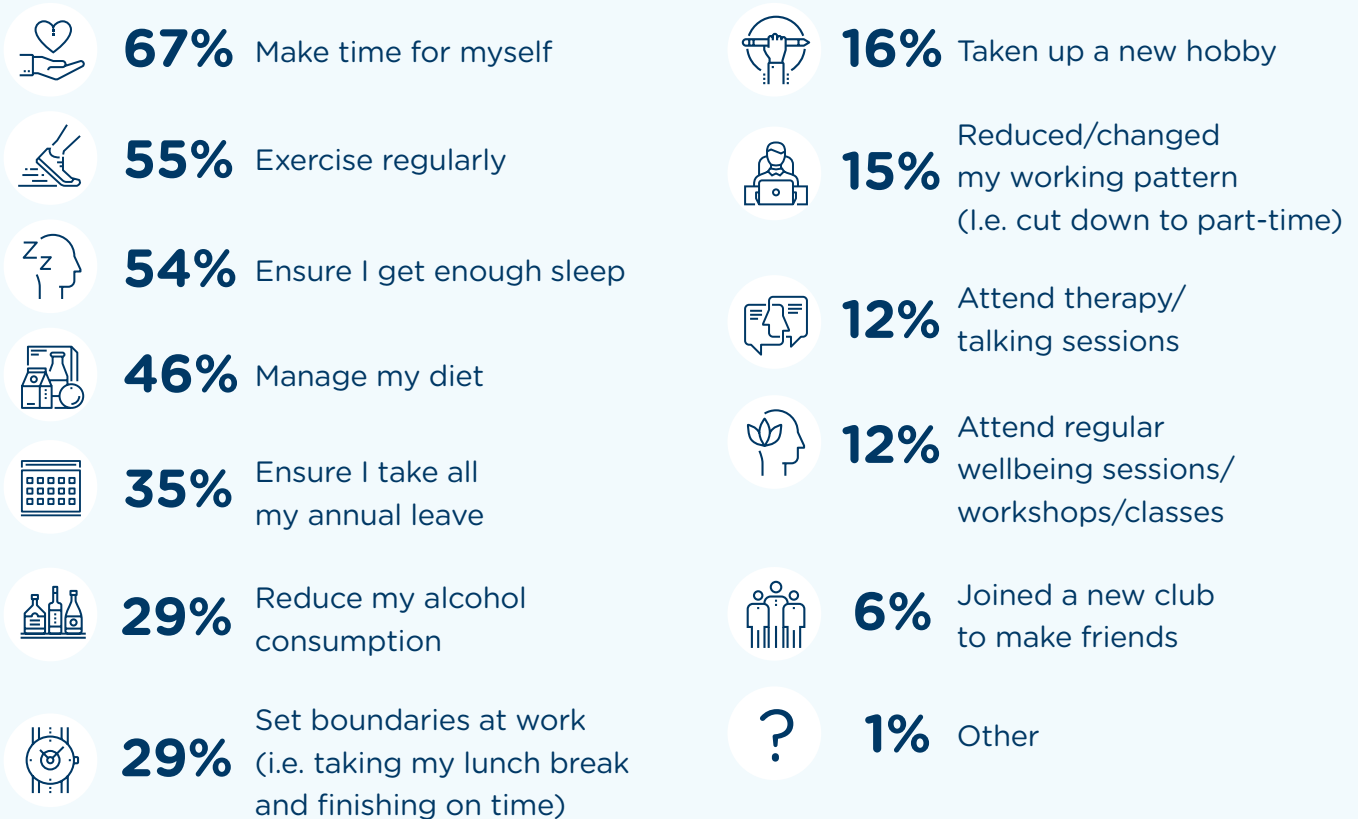 67% Make time for myself
55% Exercise regularly
zz
54% Ensure I get enough sleep
46% Manage my diet
35% Ensure I take all
my annual leave
29% Reduce my alcohol
consumption
29% Set boundaries at work
(i.e. taking my lunch break
and finishing on time)
16% Taken up a new hobby
15% Reduced/changed
my working pattern
(I.e. cut down to part-time)
12% Attend therapy/
talking sessions
12% Attend regular
wellbeing sessions/
workshops/classes
6% Joined a new club
to make friends
?
1% Other